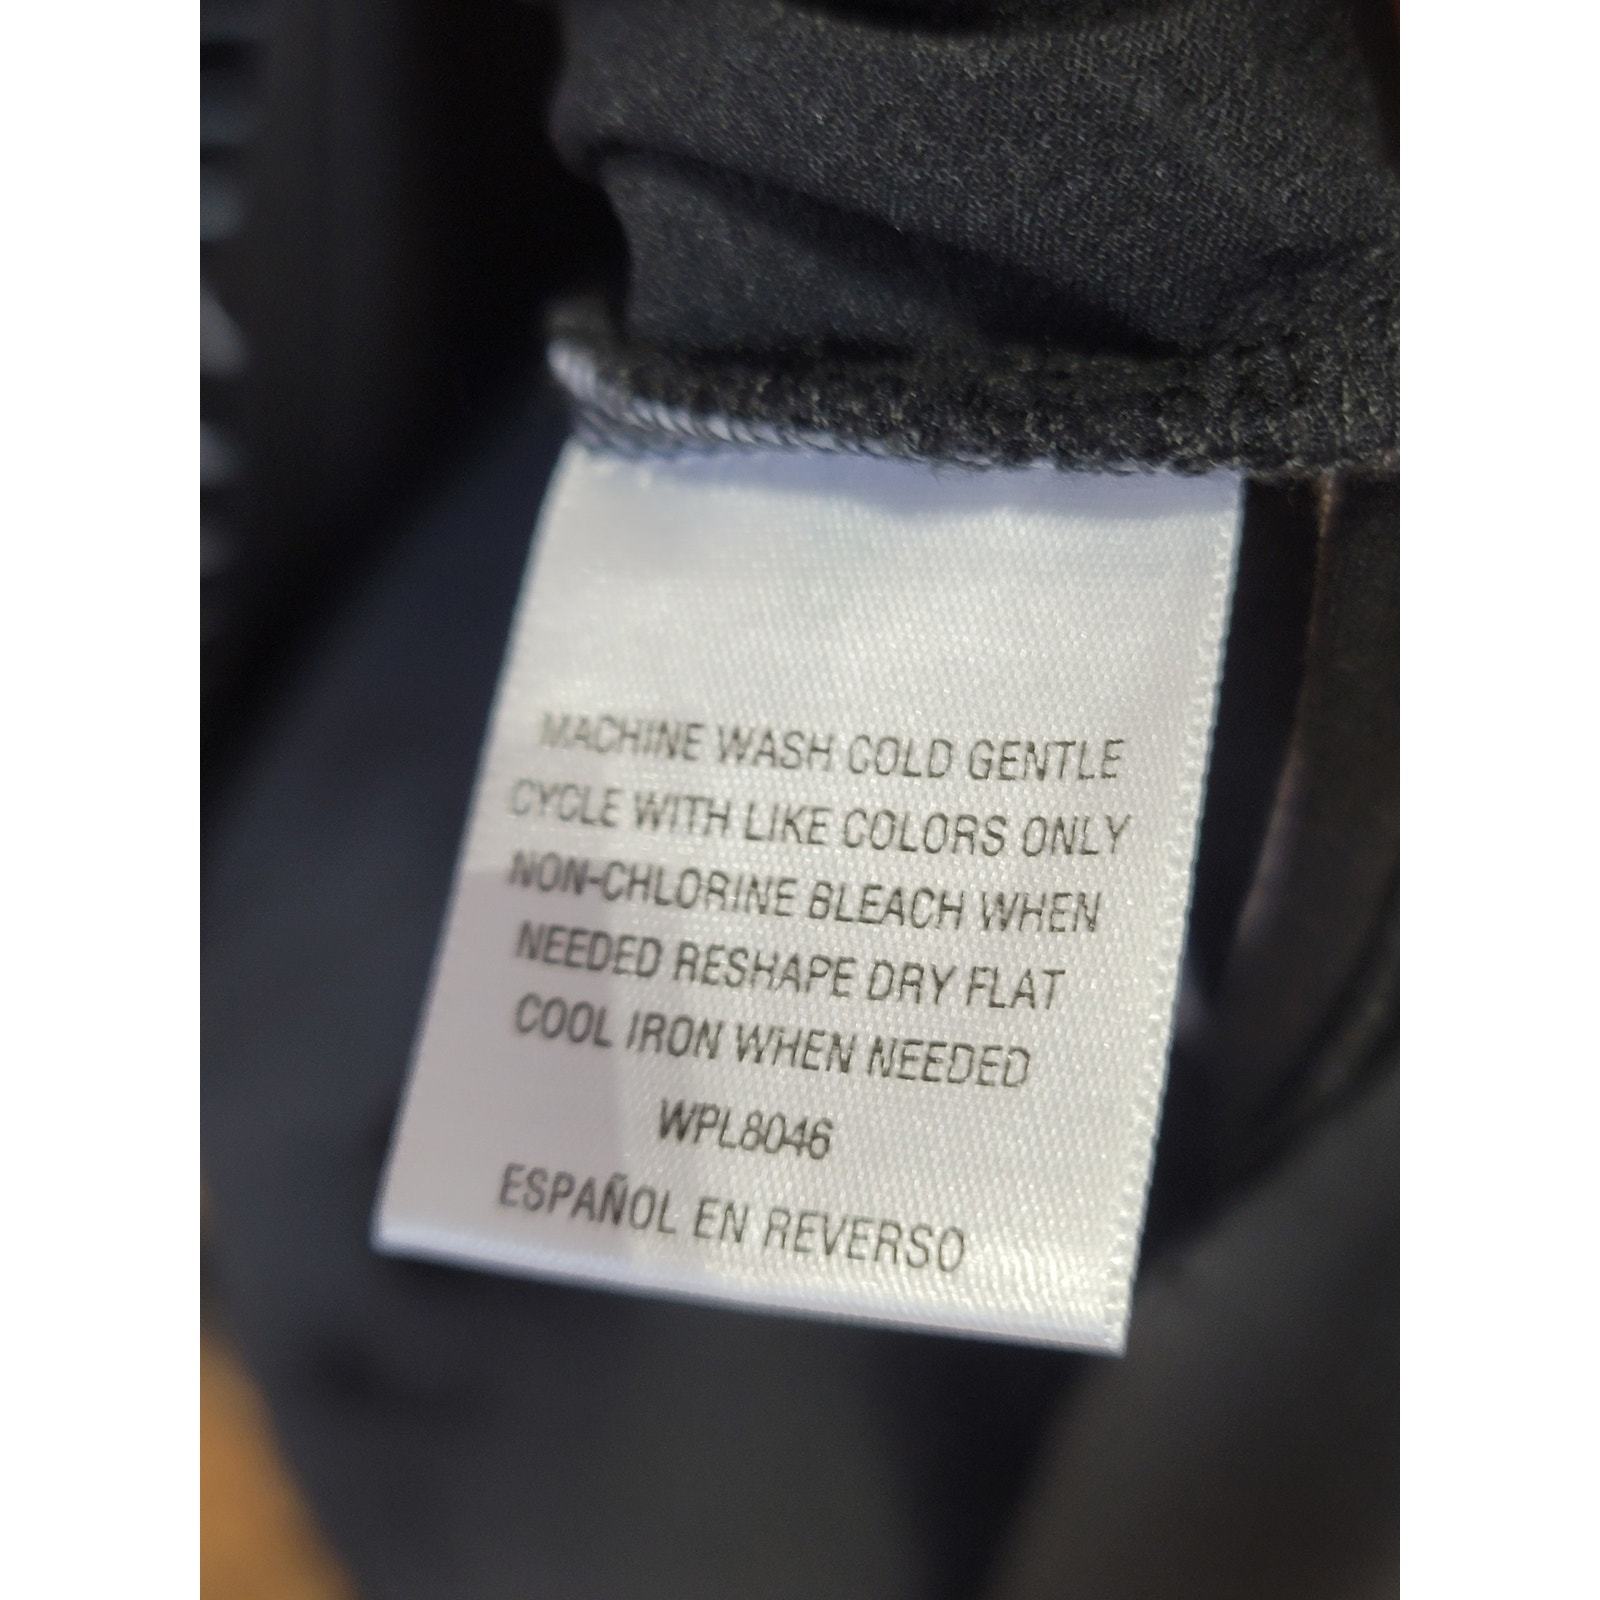 MACHINE WASH COLD GENTLE
CYCLE WITH LIKE COLORS ONLY
NON-CHLORINE BLEACH WHEN
NEEDED RESHAPE DRY FLAT
COOL IRON WHEN NEEDED
WPL8046
ESPAÑOL EN REVERSO